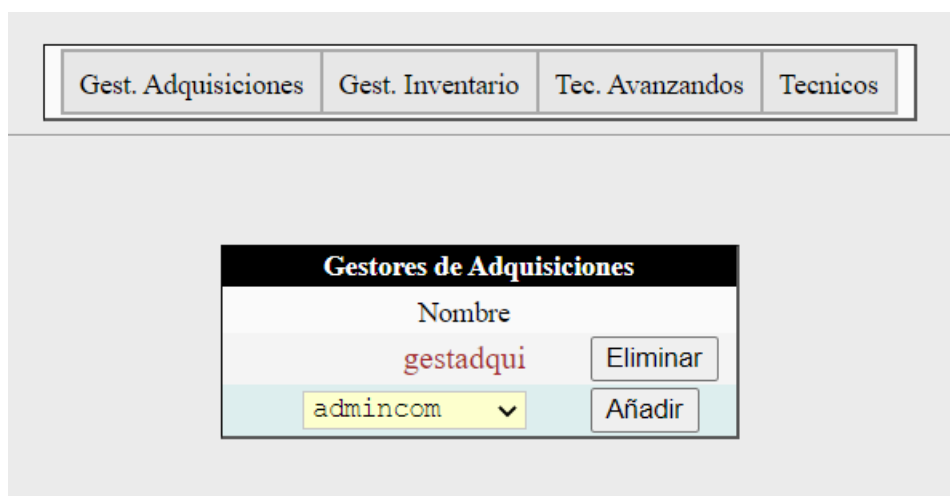 Gest. Adquisiciones Gest. Inventario Tec. Avanzandos Tecnicos
Gestores de Adquisiciones
Nombre
gestadqui Eliminar
admincom Añadir